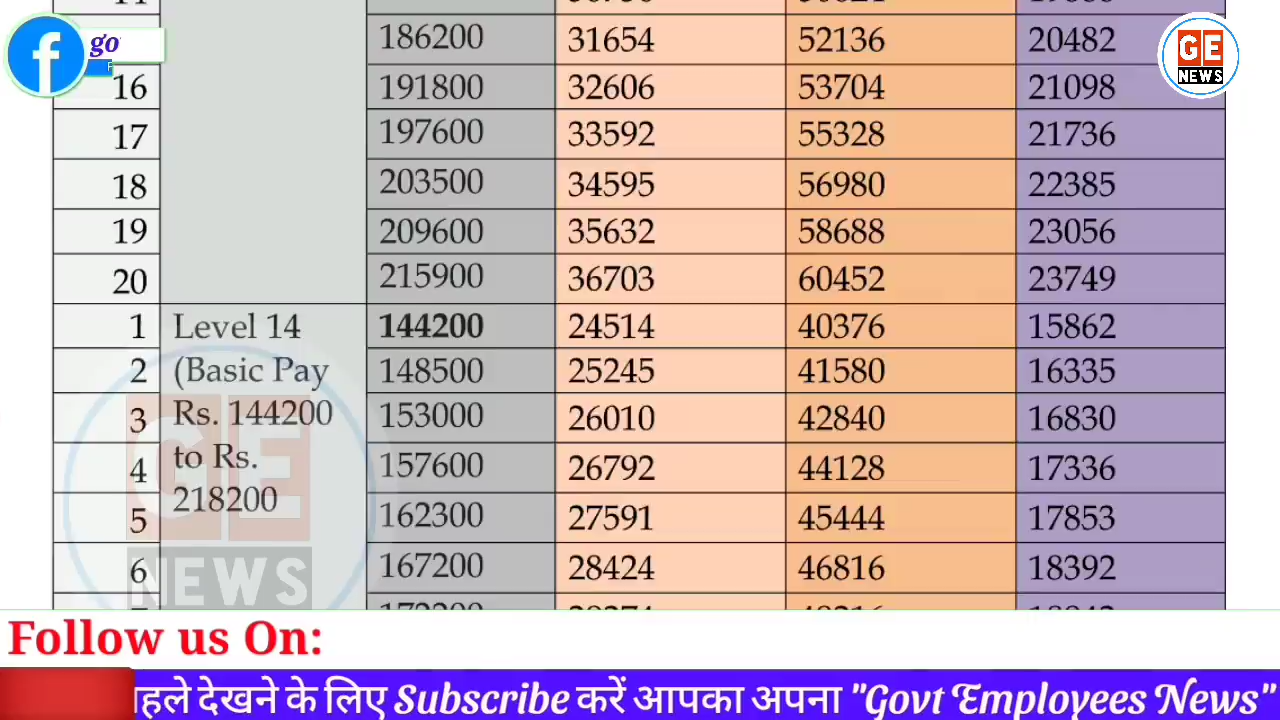 go
186200 31654 52136 20482
GE
NEWS
16 191800 32606 53704 21098
17 197600 33592 55328 21736
18 203500 34595 56980 22385
19 209600 35632 58688 23056
20 215900 36703 60452 23749
1 Level 14 144200 24514 40376 15862
2 (Basic Pay 148500 25245 41580 16335
3 Rs. 144200 153000 26010 42840 16830
4 to Rs. 157600 26792 44128 17336
5 218200 162300 27591 45444 17853
6 167200 28424 46816 18392
GE
NEWS
Follow us On:
देखने के लिए Subscribe करें आपका अपना "Govt Employees News"